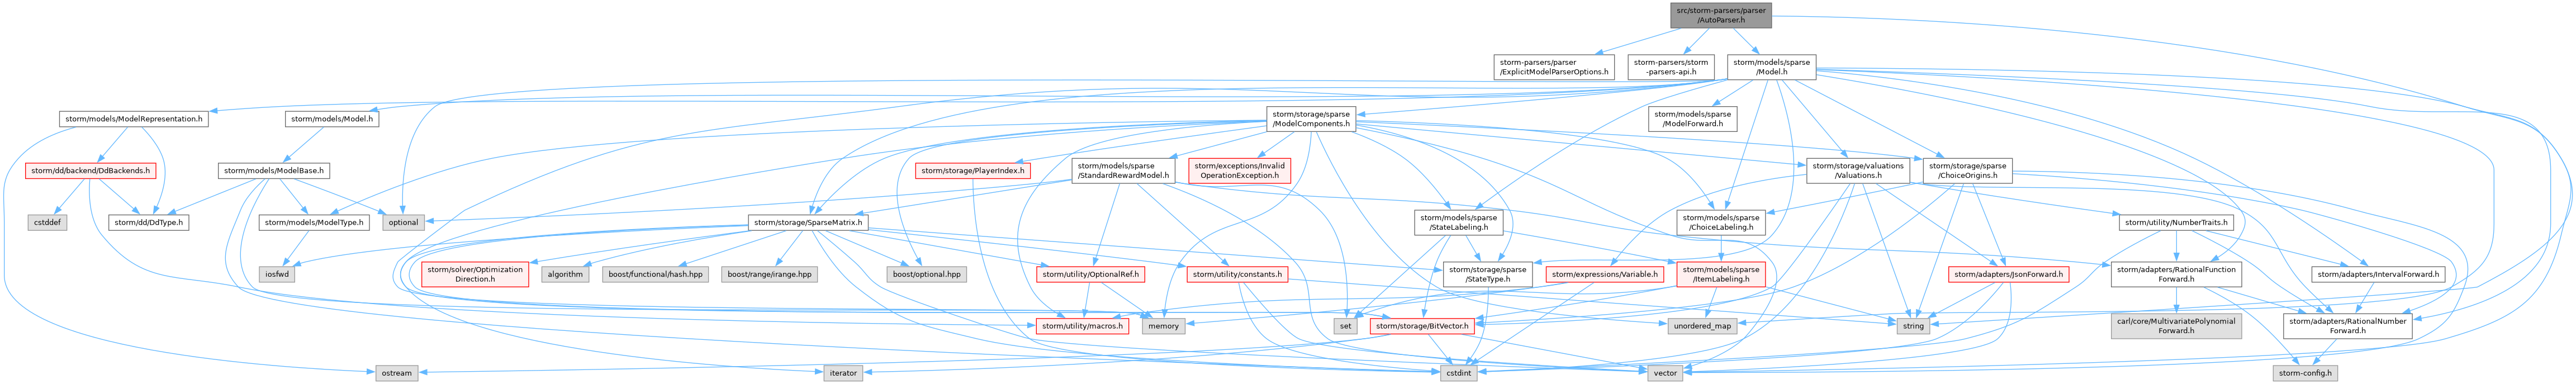 src/storm-parsers/parser
/AutoParser.h
storm-parsers/parser
/ExplicitModelParserOptions.h
storm-parsers/storm
-parsers-api.h
storm/models/sparse
/Model.h
storm/models/ModelRepresentation.h
storm/models/Model.h
storm/storage/sparse
/ModelComponents.h
storm/models/sparse
/ModelForward.h
storm/dd/backend/DdBackends.h
storm/models/ModelBase.h
storm/storage/PlayerIndex.h
storm/models/sparse
/StandardRewardModel.h
storm/exceptions/Invalid
OperationException.h
storm/storage/valuations
/Valuations.h
storm/storage/sparse
/ChoiceOrigins.h
cstddef
storm/dd/DdType.h
storm/models/ModelType.h
optional
storm/storage/SparseMatrix.h
storm/models/sparse
/StateLabeling.h
storm/models/sparse
/ChoiceLabeling.h
storm/utility/NumberTraits.h
iosfwd
storm/solver/Optimization
Direction.h
algorithm
boost/functional/hash.hpp
boost/range/irange.hpp
boost/optional.hpp
storm/utility/OptionalRef.h
storm/utility/constants.h
storm/storage/sparse
/StateType.h
storm/expressions/Variable.h
storm/models/sparse
/ItemLabeling.h
storm/adapters/JsonForward.h
storm/adapters/RationalFunction
Forward.h
storm/adapters/IntervalForward.h
storm/utility/macros.h
memory
set
storm/storage/BitVector.h
unordered_map
string
carl/core/MultivariatePolynomial
Forward.h
storm/adapters/RationalNumber
Forward.h
ostream
iterator
cstdint
vector
storm-config.h